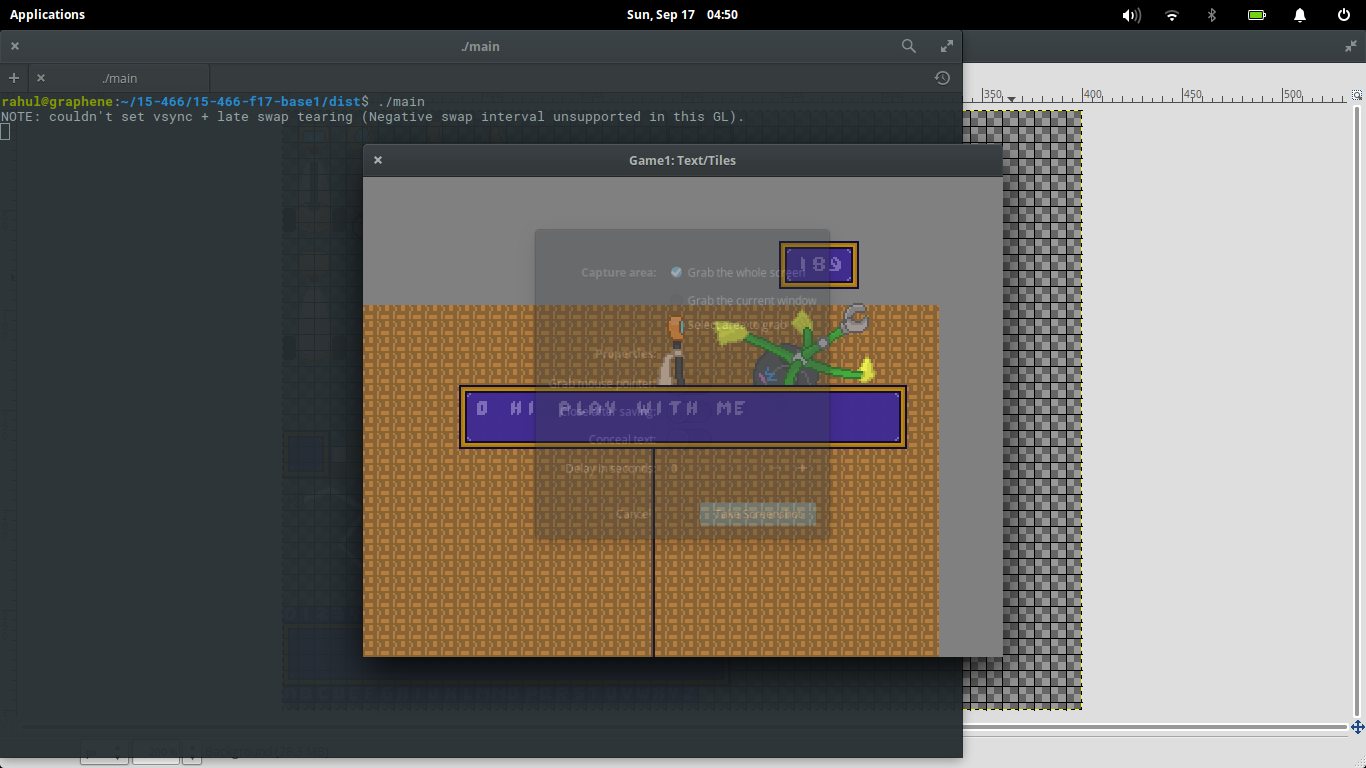 Applications
Sun, Sep 17 04:50
./main
./main
rahul@graphene:~/15-466/15-466-f17-base1/dist$ ./main
NOTE: couldn't set vsync + late swap tearing (Negative swap interval unsupported in this GL).
350 400 450 500
Game1: Text/Tiles
189
Capture area: Grab the whole screen
Grab the current window
Select area to grab
Properties:
Grab mouse pointer:
O HI PLAY WITH ME
Close after saving:
Conceal text:
Delay in seconds: 0 - +
Cancel Take Screenshot